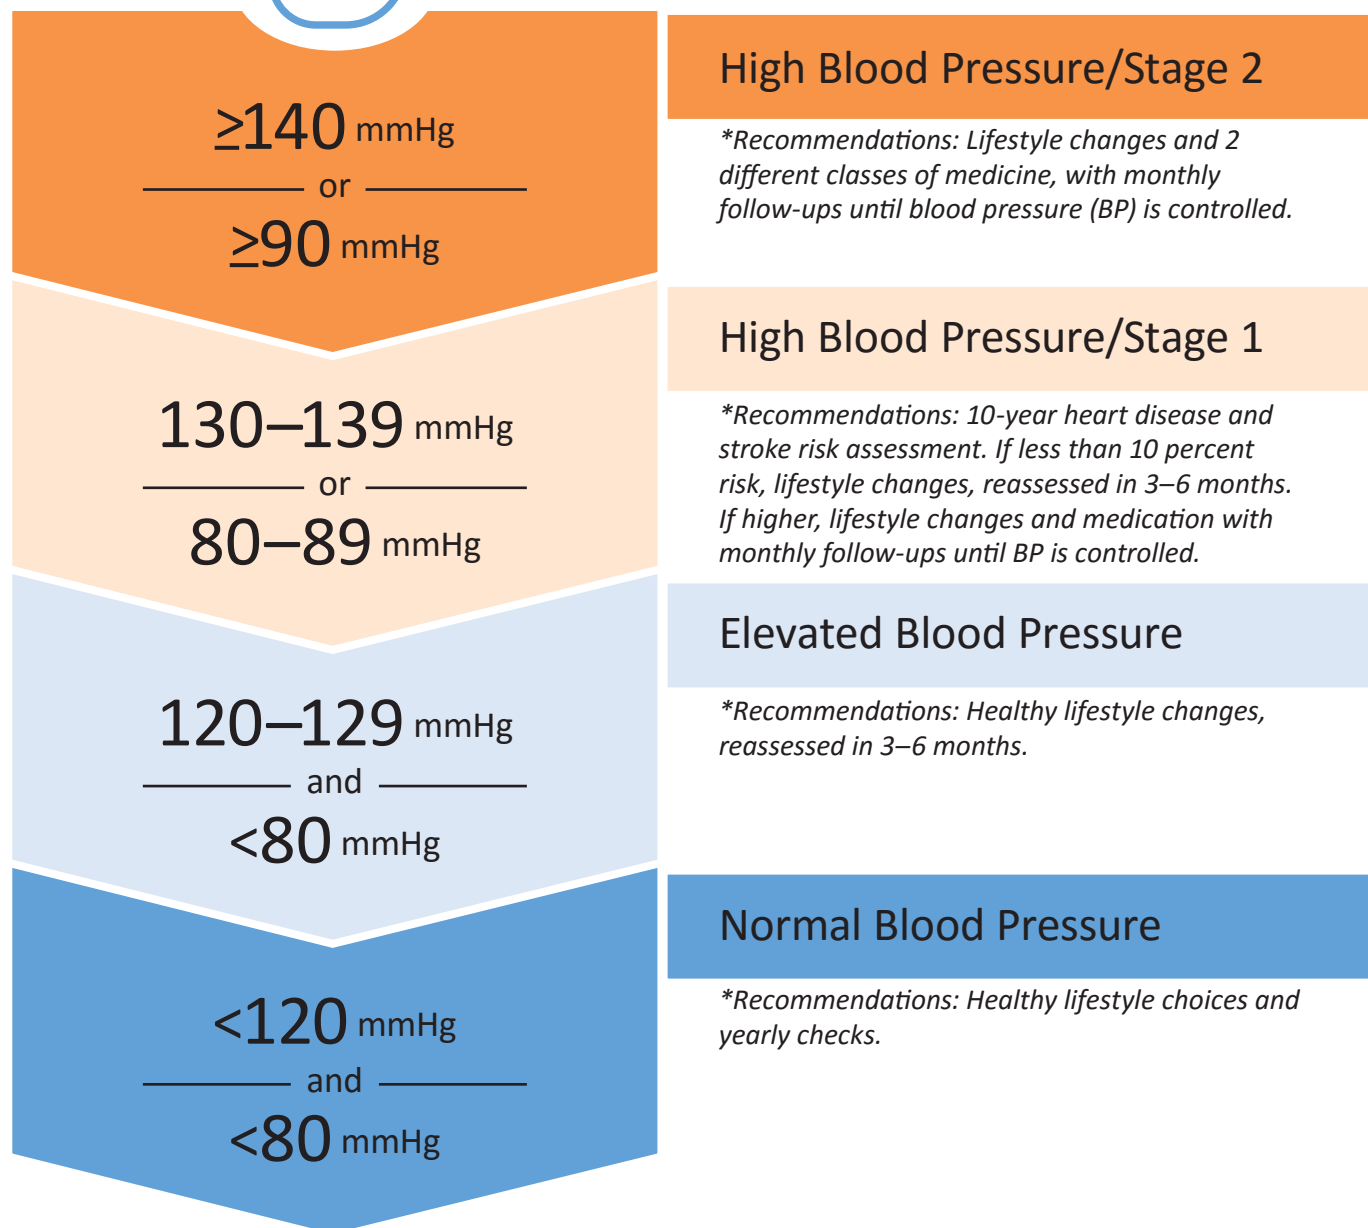 ≥140 mmHg
or
≥90 mmHg
High Blood Pressure/Stage 2
*Recommendations: Lifestyle changes and 2
different classes of medicine, with monthly
follow-ups until blood pressure (BP) is controlled.
130–139 mmHg
or
80–89 mmHg
High Blood Pressure/Stage 1
*Recommendations: 10-year heart disease and
stroke risk assessment. If less than 10 percent
risk, lifestyle changes, reassessed in 3–6 months.
If higher, lifestyle changes and medication with
monthly follow-ups until BP is controlled.
120–129 mmHg
and
<80 mmHg
Elevated Blood Pressure
*Recommendations: Healthy lifestyle changes,
reassessed in 3–6 months.
<120 mmHg
and
<80 mmHg
Normal Blood Pressure
*Recommendations: Healthy lifestyle choices and
yearly checks.